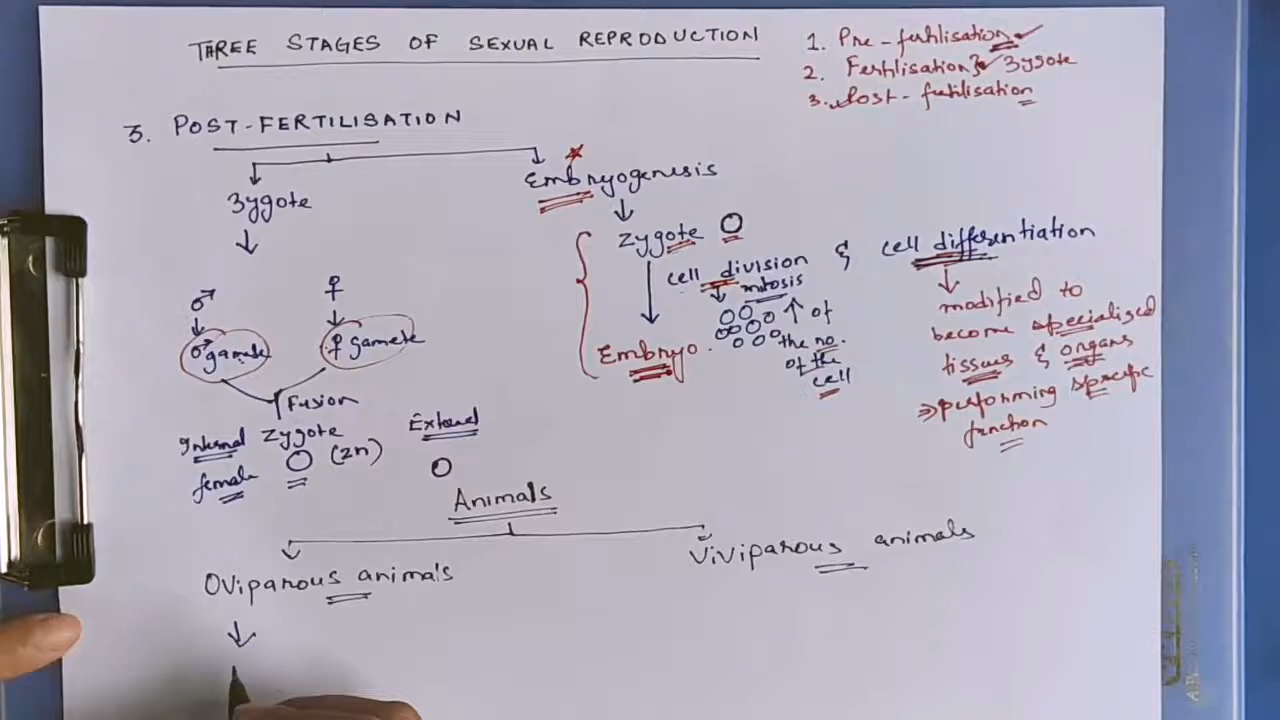 THREE STAGES OF SEXUAL REPRODUCTION
1. Pre-fertilisation
2. Fertilisation Zygote
3. Post-fertilisation
3. POST-FERTILISATION
Zygote
♂ ♀
♂ gamete ♀ gamete
Fusion
Internal Zygote External
female (2n)
Embryogenesis
Zygote
cell division & cell differentiation
mitosis
↑ of
the no.
of the
cell
Embryo
modified to
become specialised
tissues & organs
⇒ performing specific
function
Animals
Oviparous animals
Viviparous animals